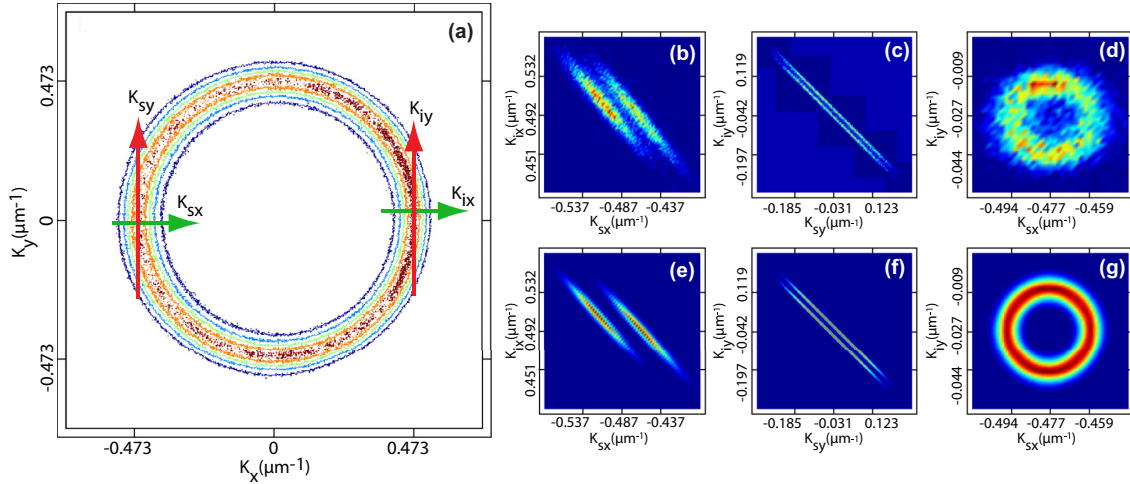 (a)
K_y(μm⁻¹)
0.473
0
-0.473
K_sy
K_iy
K_sx
K_ix
-0.473 0 0.473
K_x(μm-1)
(b)
K_ix(μm⁻¹)
0.532
0.492
0.451
-0.537 -0.487 -0.437
K_sx(μm⁻¹)
(c)
K_iy(μm⁻¹)
0.119
-0.042
-0.197
-0.185 -0.031 0.123
K_sy(μm⁻¹)
(d)
K_iy(μm⁻¹)
-0.009
-0.027
-0.044
-0.494 -0.477 -0.459
K_sx(μm⁻¹)
(e)
K_ix(μm⁻¹)
0.532
0.492
0.451
-0.537 -0.487 -0.437
K_sx(μm⁻¹)
(f)
K_iy(μm⁻¹)
0.119
-0.042
-0.197
-0.185 -0.031 0.123
K_sy(μm⁻¹)
(g)
K_iy(μm⁻¹)
-0.009
-0.027
-0.044
-0.494 -0.477 -0.459
K_sx(μm⁻¹)